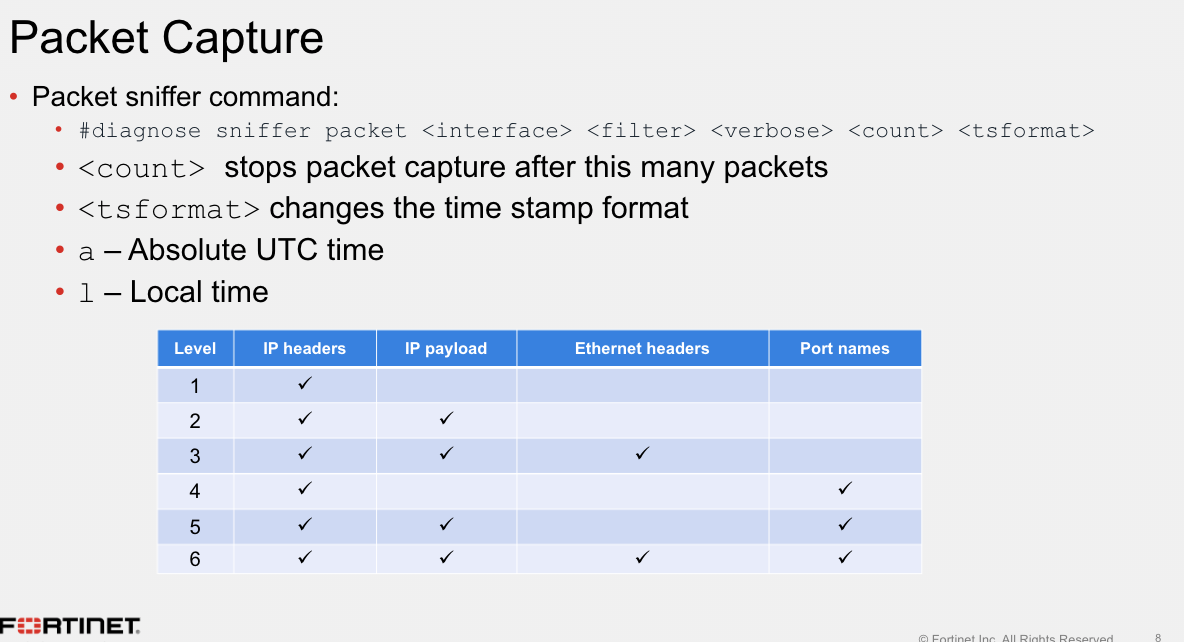 Packet Capture
• Packet sniffer command:
• #diagnose sniffer packet <interface> <filter> <verbose> <count> <tsformat>
• <count> stops packet capture after this many packets
• <tsformat> changes the time stamp format
• a – Absolute UTC time
• l – Local time
Level IP headers IP payload Ethernet headers Port names
1 ✓
2 ✓ ✓
3 ✓ ✓ ✓
4 ✓ ✓
5 ✓ ✓ ✓
6 ✓ ✓ ✓ ✓
FORTINET
© Fortinet Inc. All Rights Reserved. 8